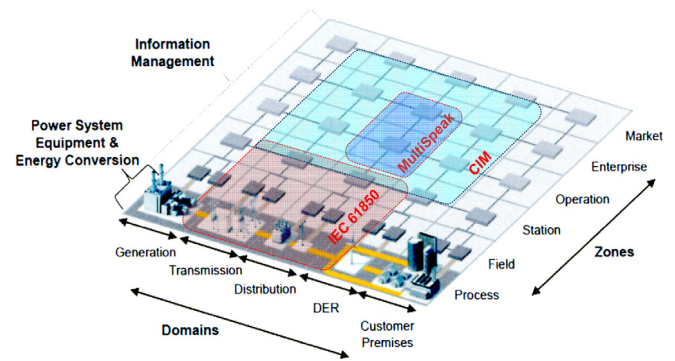 Information
Management
Power System
Equipment &
Energy Conversion
MultiSpeak
CIM
IEC 61850
Market
Enterprise
Operation
Station
Field
Process
Zones
Generation
Transmission
Distribution
DER
Customer
Premises
Domains